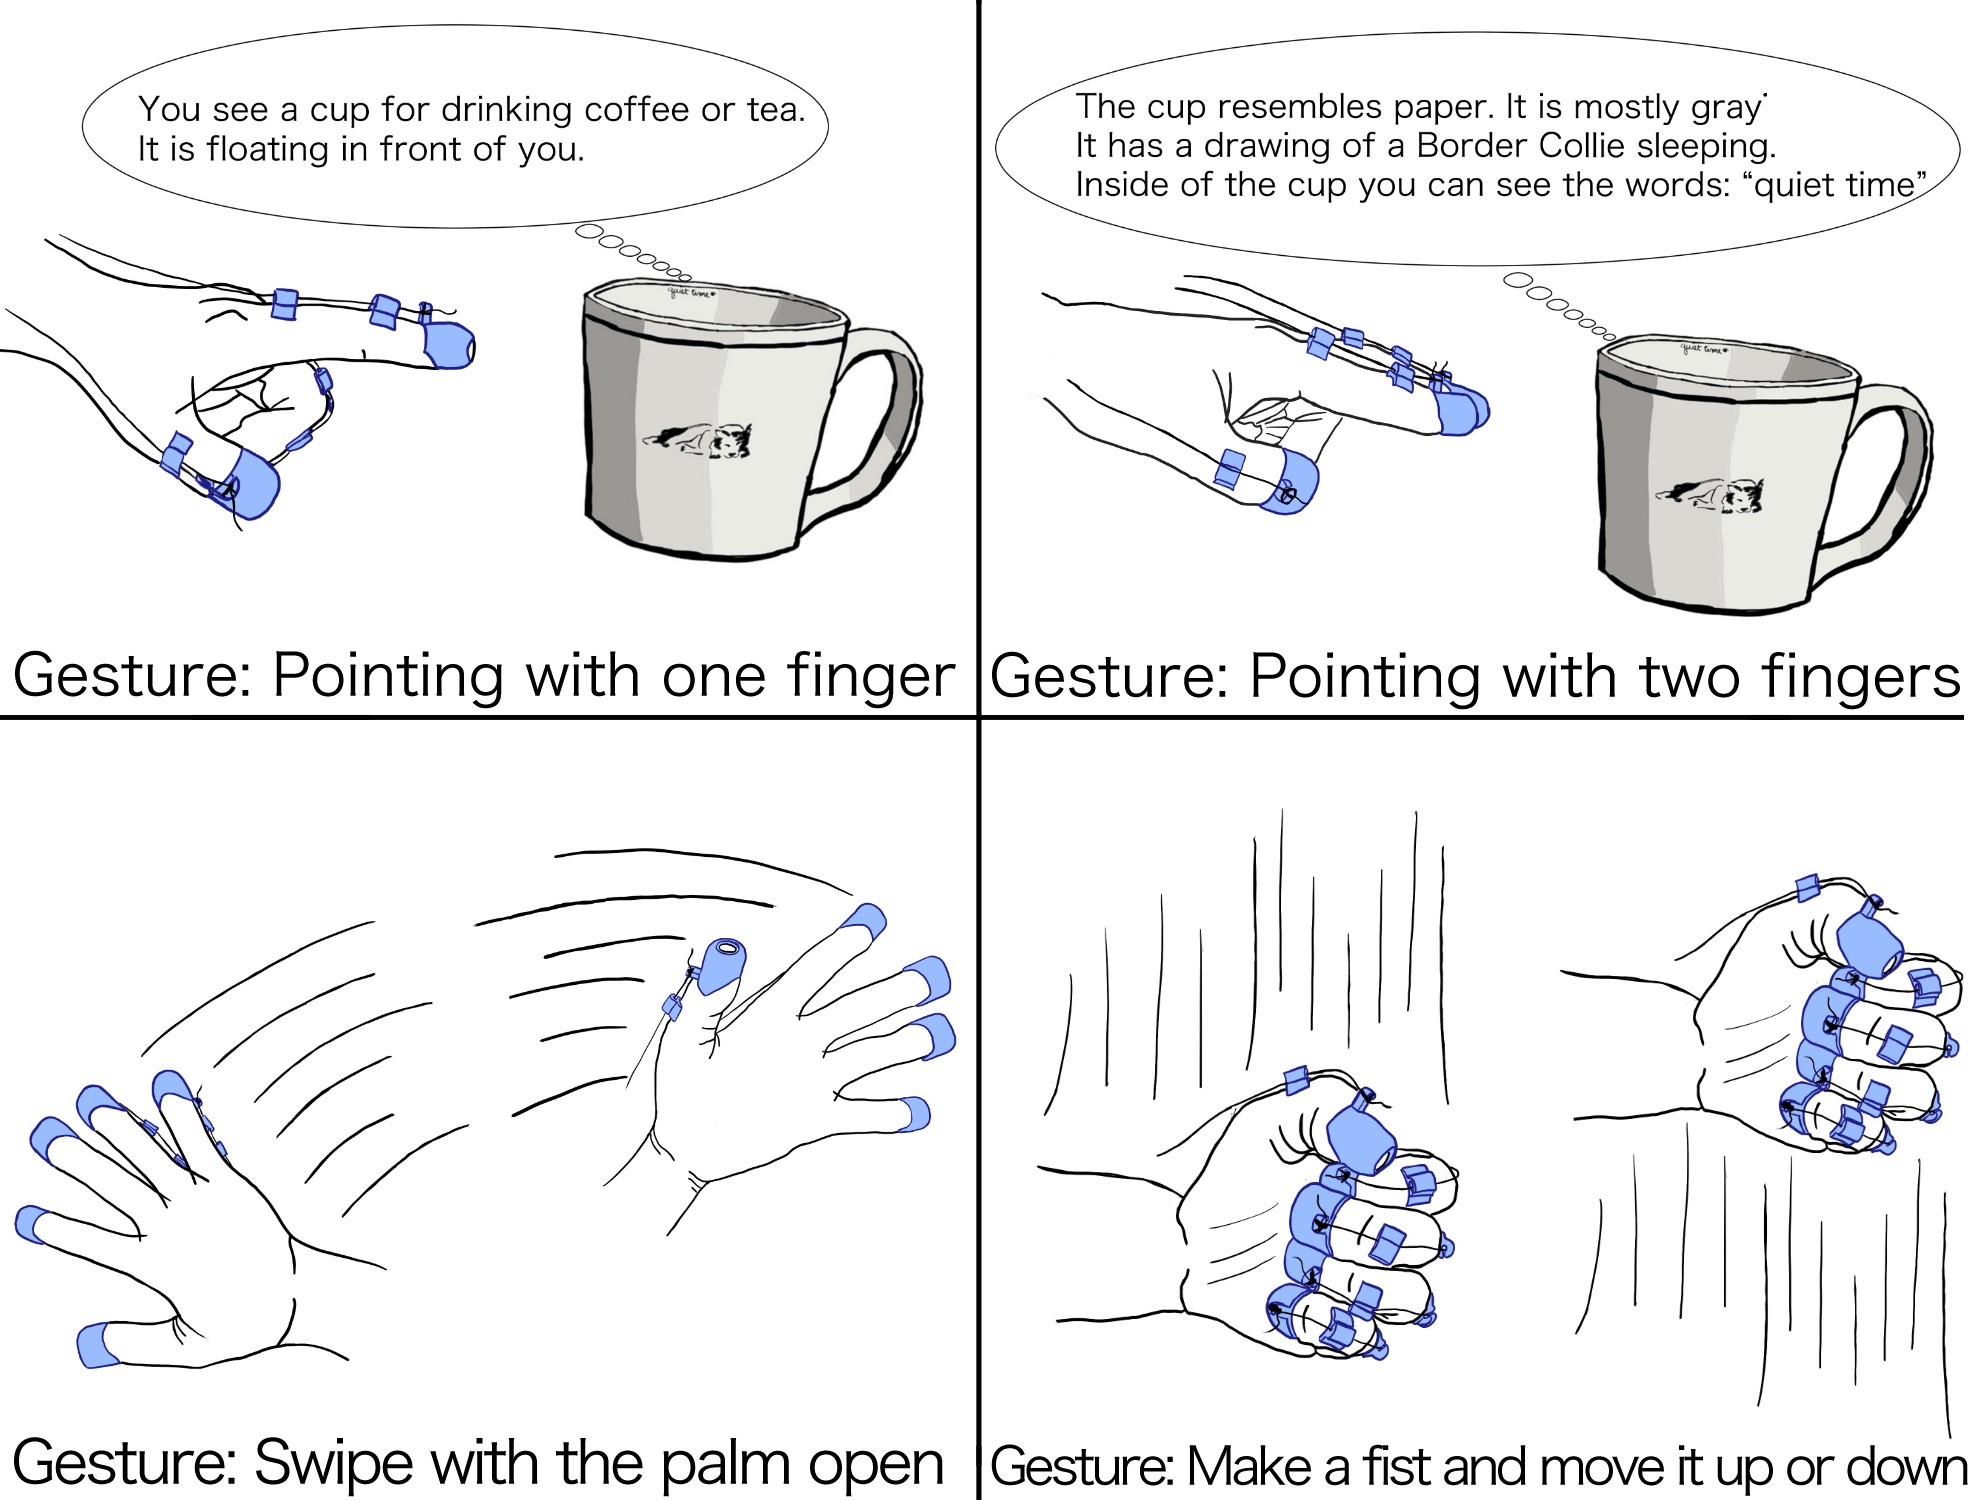 You see a cup for drinking coffee or tea.
It is floating in front of you.
quiet time
Gesture: Pointing with one finger
The cup resembles paper. It is mostly gray
It has a drawing of a Border Collie sleeping.
Inside of the cup you can see the words: “quiet time”
quiet time
Gesture: Pointing with two fingers
Gesture: Swipe with the palm open
Gesture: Make a fist and move it up or down